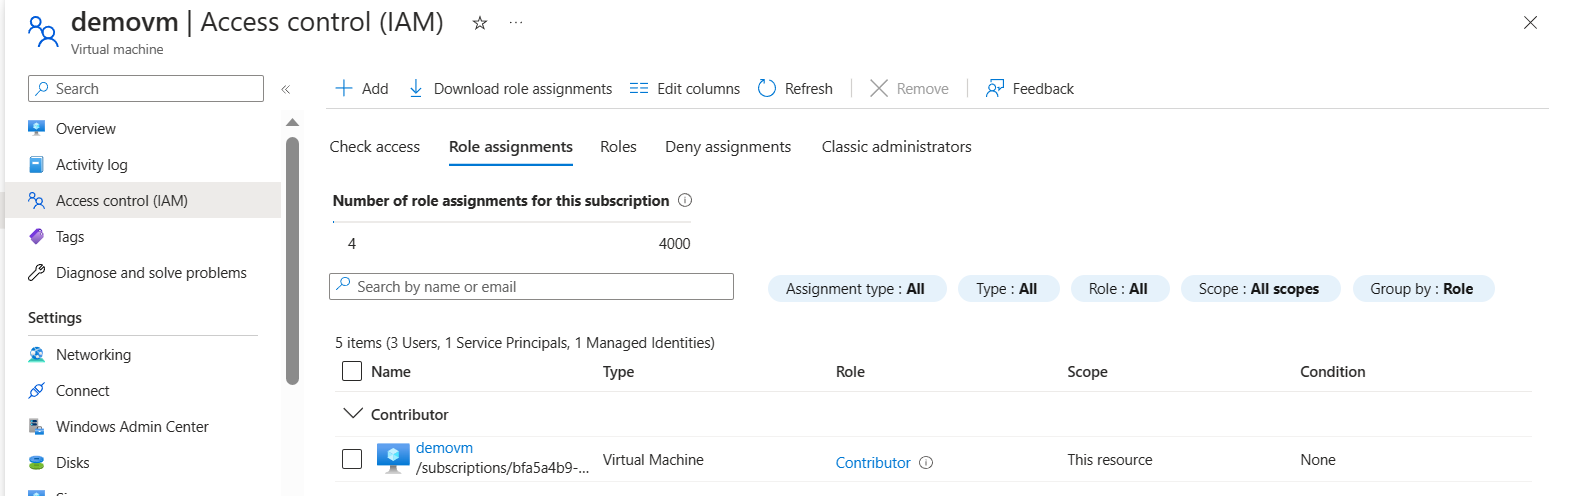 demovm | Access control (IAM)
Virtual machine
Search
Overview
Activity log
Access control (IAM)
Tags
Diagnose and solve problems
Settings
Networking
Connect
Windows Admin Center
Disks
Add
Download role assignments
Edit columns
Refresh
Remove
Feedback
Check access Role assignments Roles Deny assignments Classic administrators
Number of role assignments for this subscription
4 4000
Search by name or email
Assignment type : All Type : All Role : All Scope : All scopes Group by : Role
5 items (3 Users, 1 Service Principals, 1 Managed Identities)
Name Type Role Scope Condition
Contributor
demovm
/subscriptions/bfa5a4b9-...
Virtual Machine Contributor This resource None